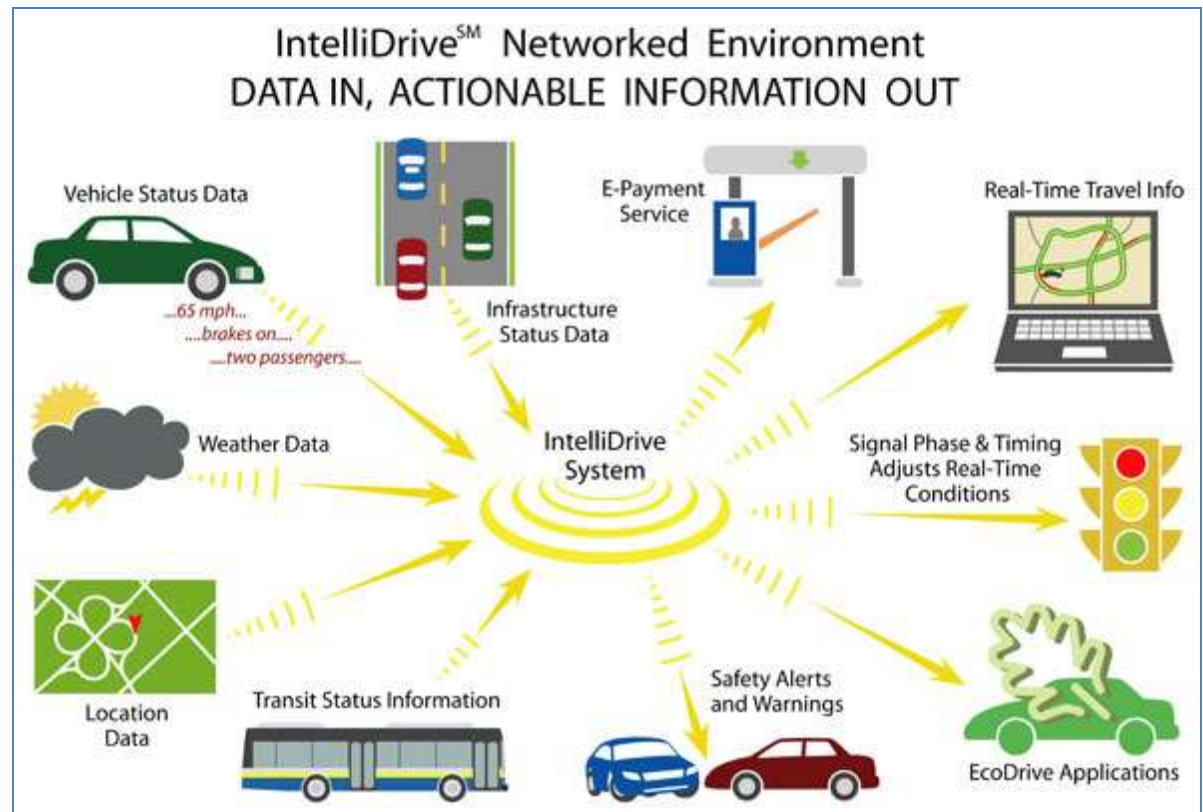 IntelliDrive℠ Networked Environment
DATA IN, ACTIONABLE INFORMATION OUT
Vehicle Status Data
....65 mph...
....brakes on....
....two passengers....
Infrastructure
Status Data
E-Payment
Service
Real-Time Travel Info
Weather Data
IntelliDrive
System
Signal Phase & Timing
Adjusts Real-Time
Conditions
Location
Data
Transit Status Information
Safety Alerts
and Warnings
EcoDrive Applications